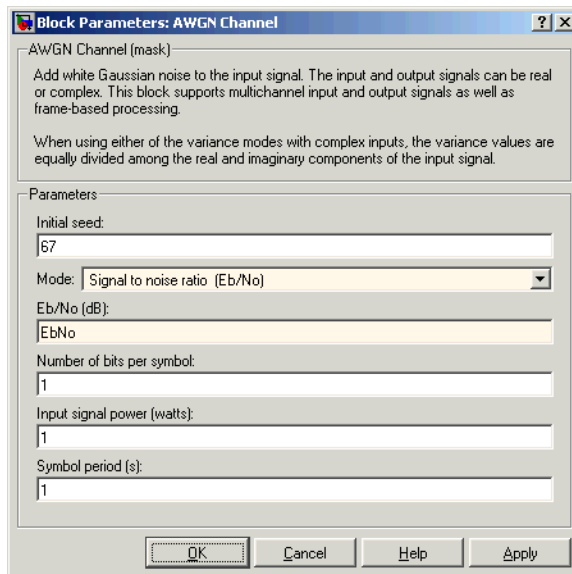 Block Parameters: AWGN Channel
AWGN Channel (mask)
Add white Gaussian noise to the input signal. The input and output signals can be real
or complex. This block supports multichannel input and output signals as well as
frame-based processing.
When using either of the variance modes with complex inputs, the variance values are
equally divided among the real and imaginary components of the input signal.
Parameters
Initial seed:
67
Mode: Signal to noise ratio (Eb/No)
Eb/No (dB):
EbNo
Number of bits per symbol:
1
Input signal power (watts):
1
Symbol period (s):
1
OK Cancel Help Apply